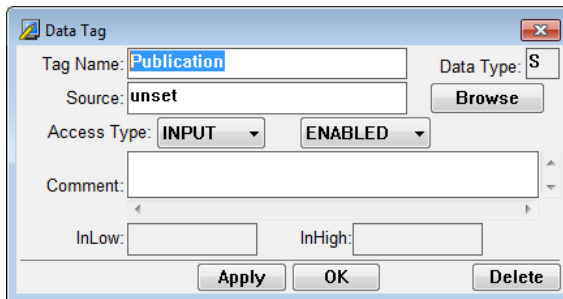 Data Tag
Tag Name: Publication Data Type: S
Source: unset Browse
Access Type: INPUT ENABLED
Comment:
InLow: InHigh:
Apply OK Delete